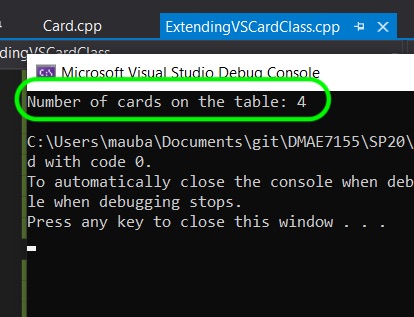 Card.cpp ExtendingVSCardClass.cpp
ndingVSCardClass
Microsoft Visual Studio Debug Console
Number of cards on the table: 4
C:\Users\mauba\Documents\git\DMAE7155\SP20\
d with code 0.
To automatically close the console when deb
le when debugging stops.
Press any key to close this window . . .